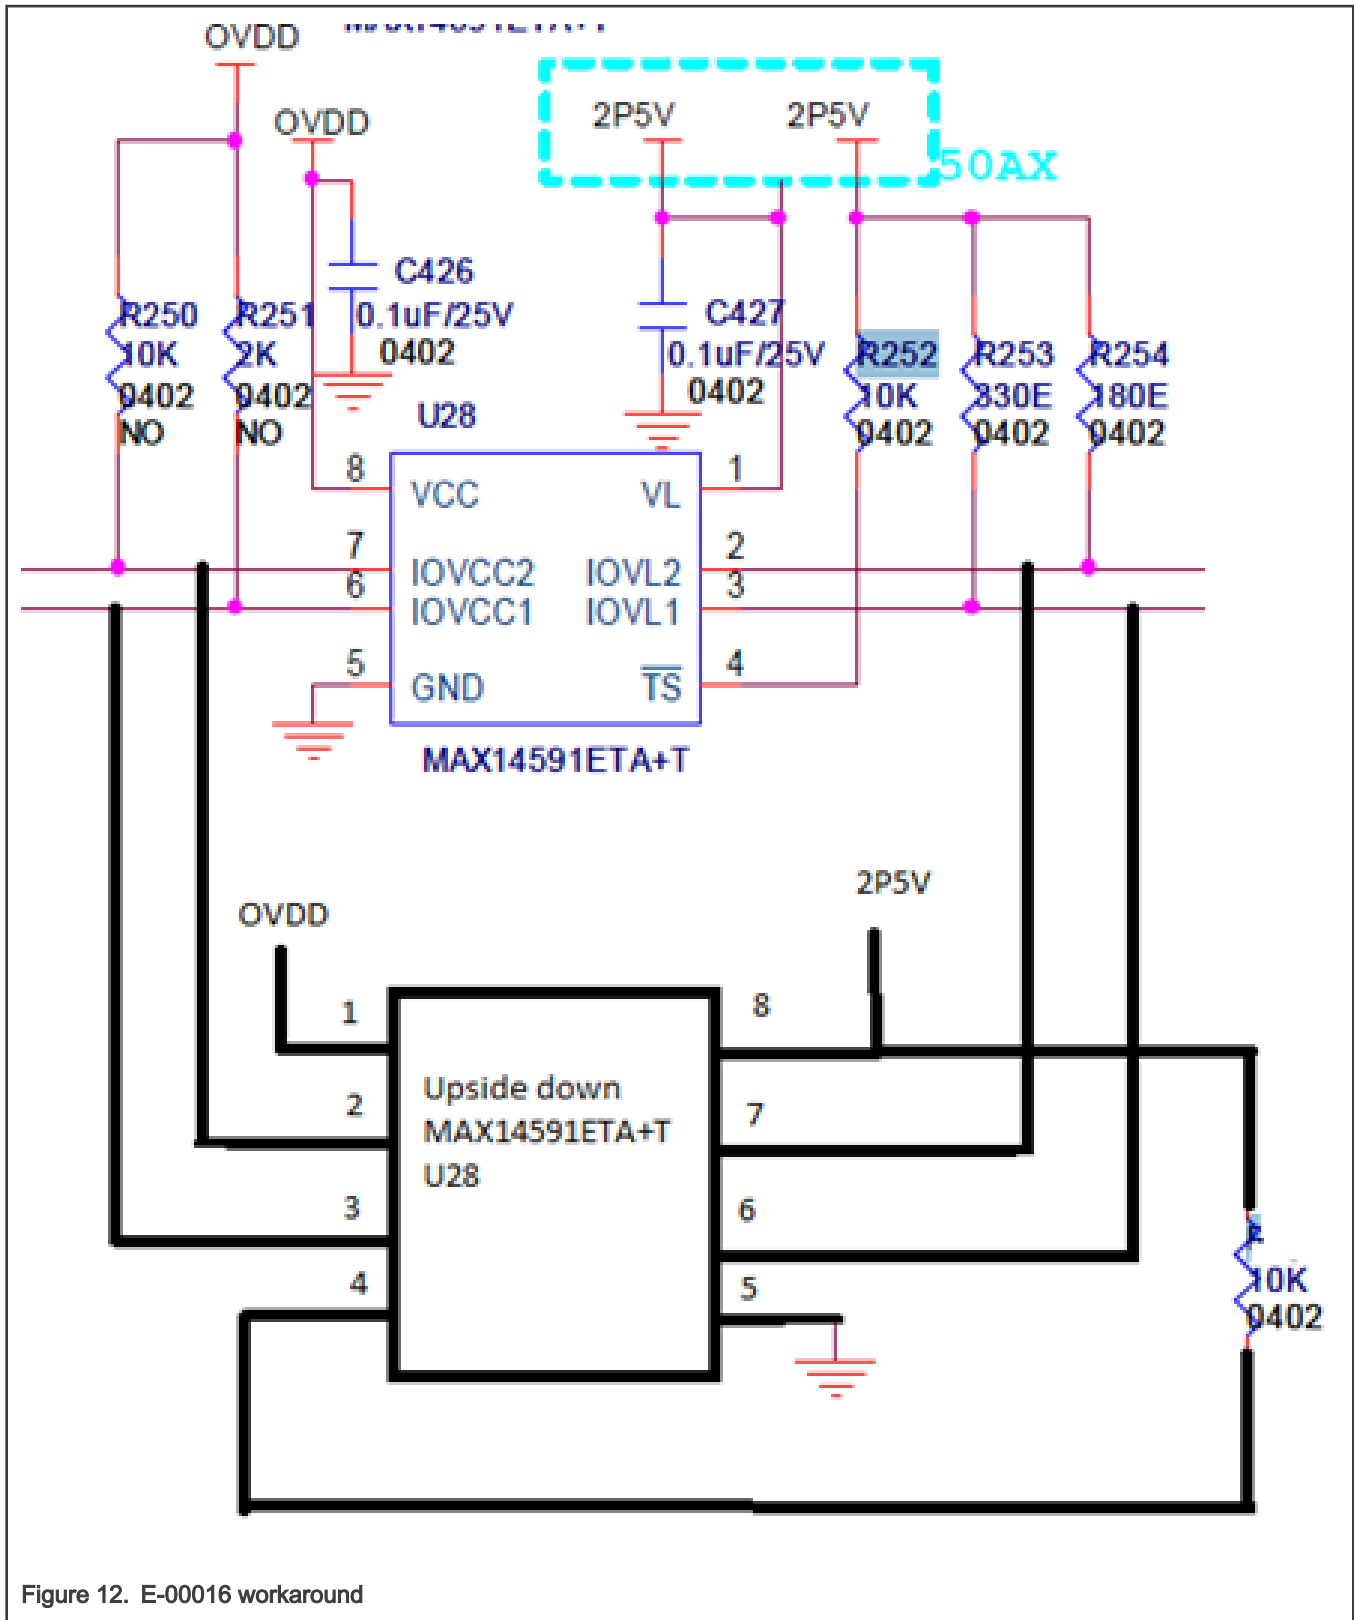 OVDD
OVDD
2P5V
2P5V
50AX
C426
0.1uF/25V
0402
C427
0.1uF/25V
0402
R250
10K
0402
NO
R251
2K
0402
NO
R252
10K
0402
R253
330E
0402
R254
180E
0402
U28
8
VCC
VL
1
7
IOVCC2
IOVL2
2
6
IOVCC1
IOVL1
3
5
GND
TS
4
MAX14591ETA+T
OVDD
2P5V
1
8
2
7
3
6
4
5
Upside down
MAX14591ETA+T
U28
10K
0402
Figure 12. E-00016 workaround